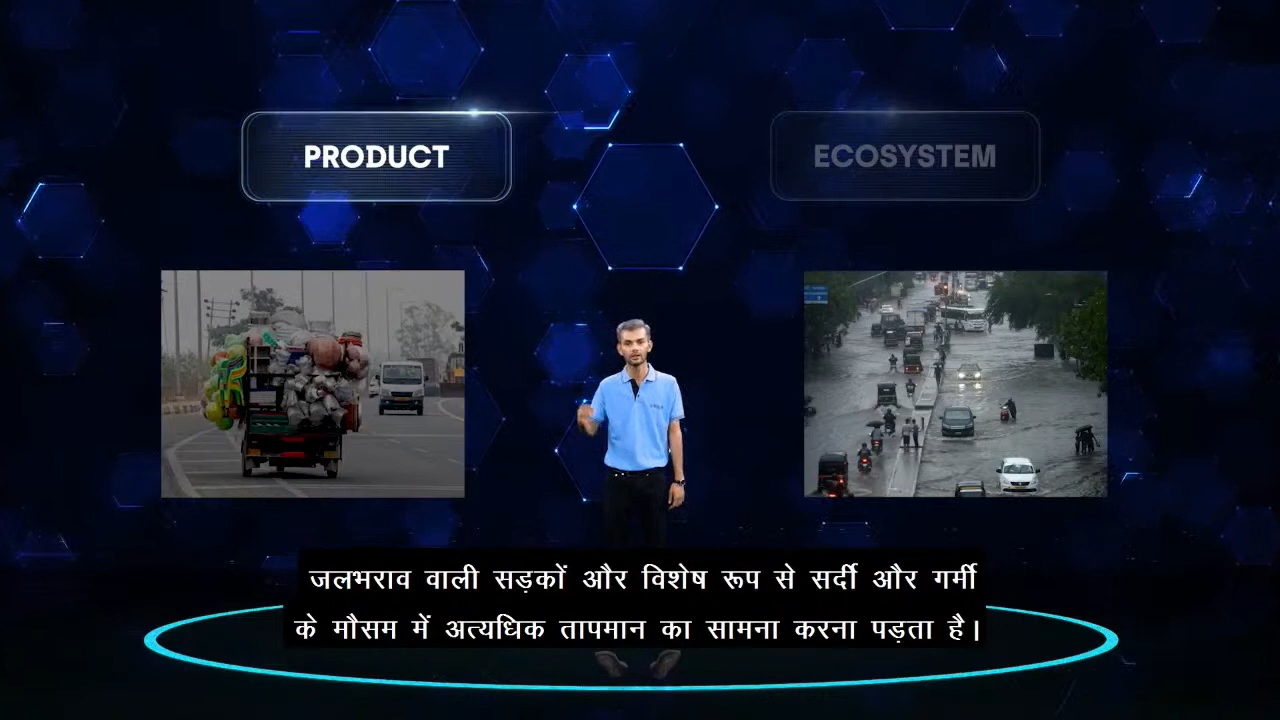 PRODUCT
ECOSYSTEM
जलभराव वाली सड़कों और विशेष रूप से सर्दी और गर्मी
के मौसम में अत्यधिक तापमान का सामना करना पड़ता है।